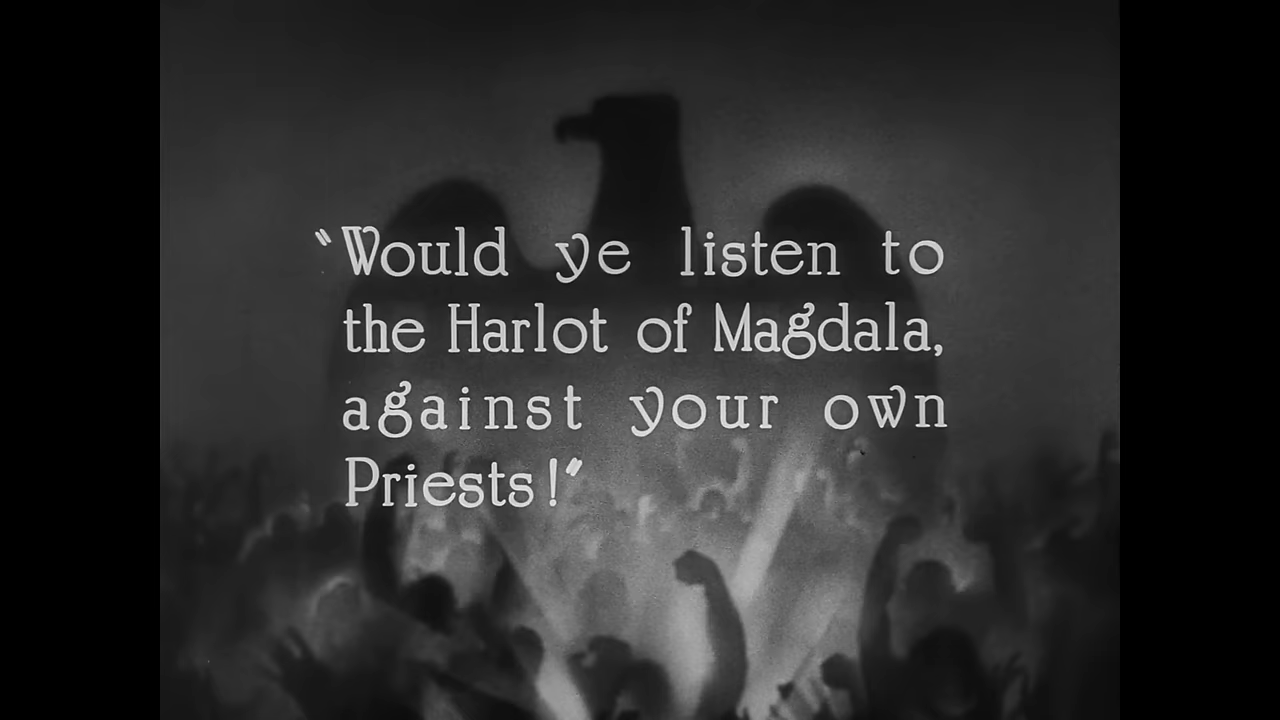 “Would ye listen to
the Harlot of Magdala,
against your own
Priests!”